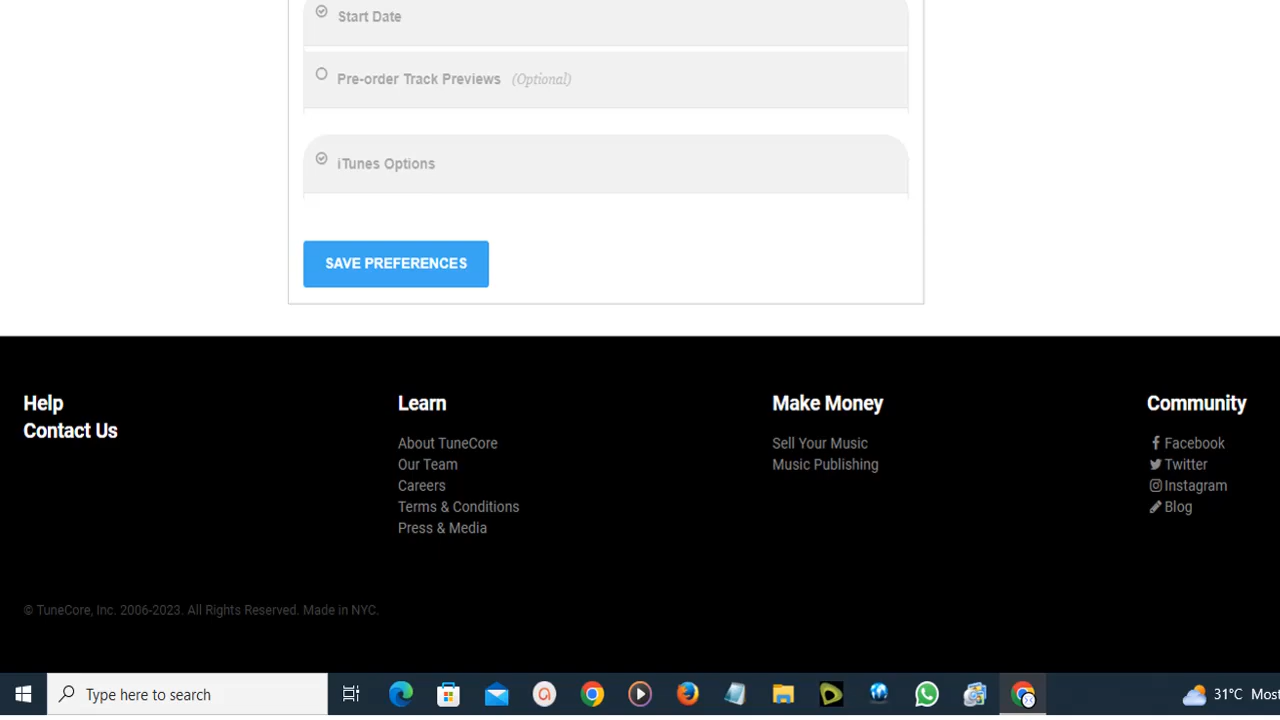 Start Date
Pre-order Track Previews (Optional)
iTunes Options
SAVE PREFERENCES
Help
Contact Us
Learn
About TuneCore
Our Team
Careers
Terms & Conditions
Press & Media
Make Money
Sell Your Music
Music Publishing
Community
Facebook
Twitter
Instagram
Blog
© TuneCore, Inc. 2006-2023. All Rights Reserved. Made in NYC.
Type here to search
31°C Most